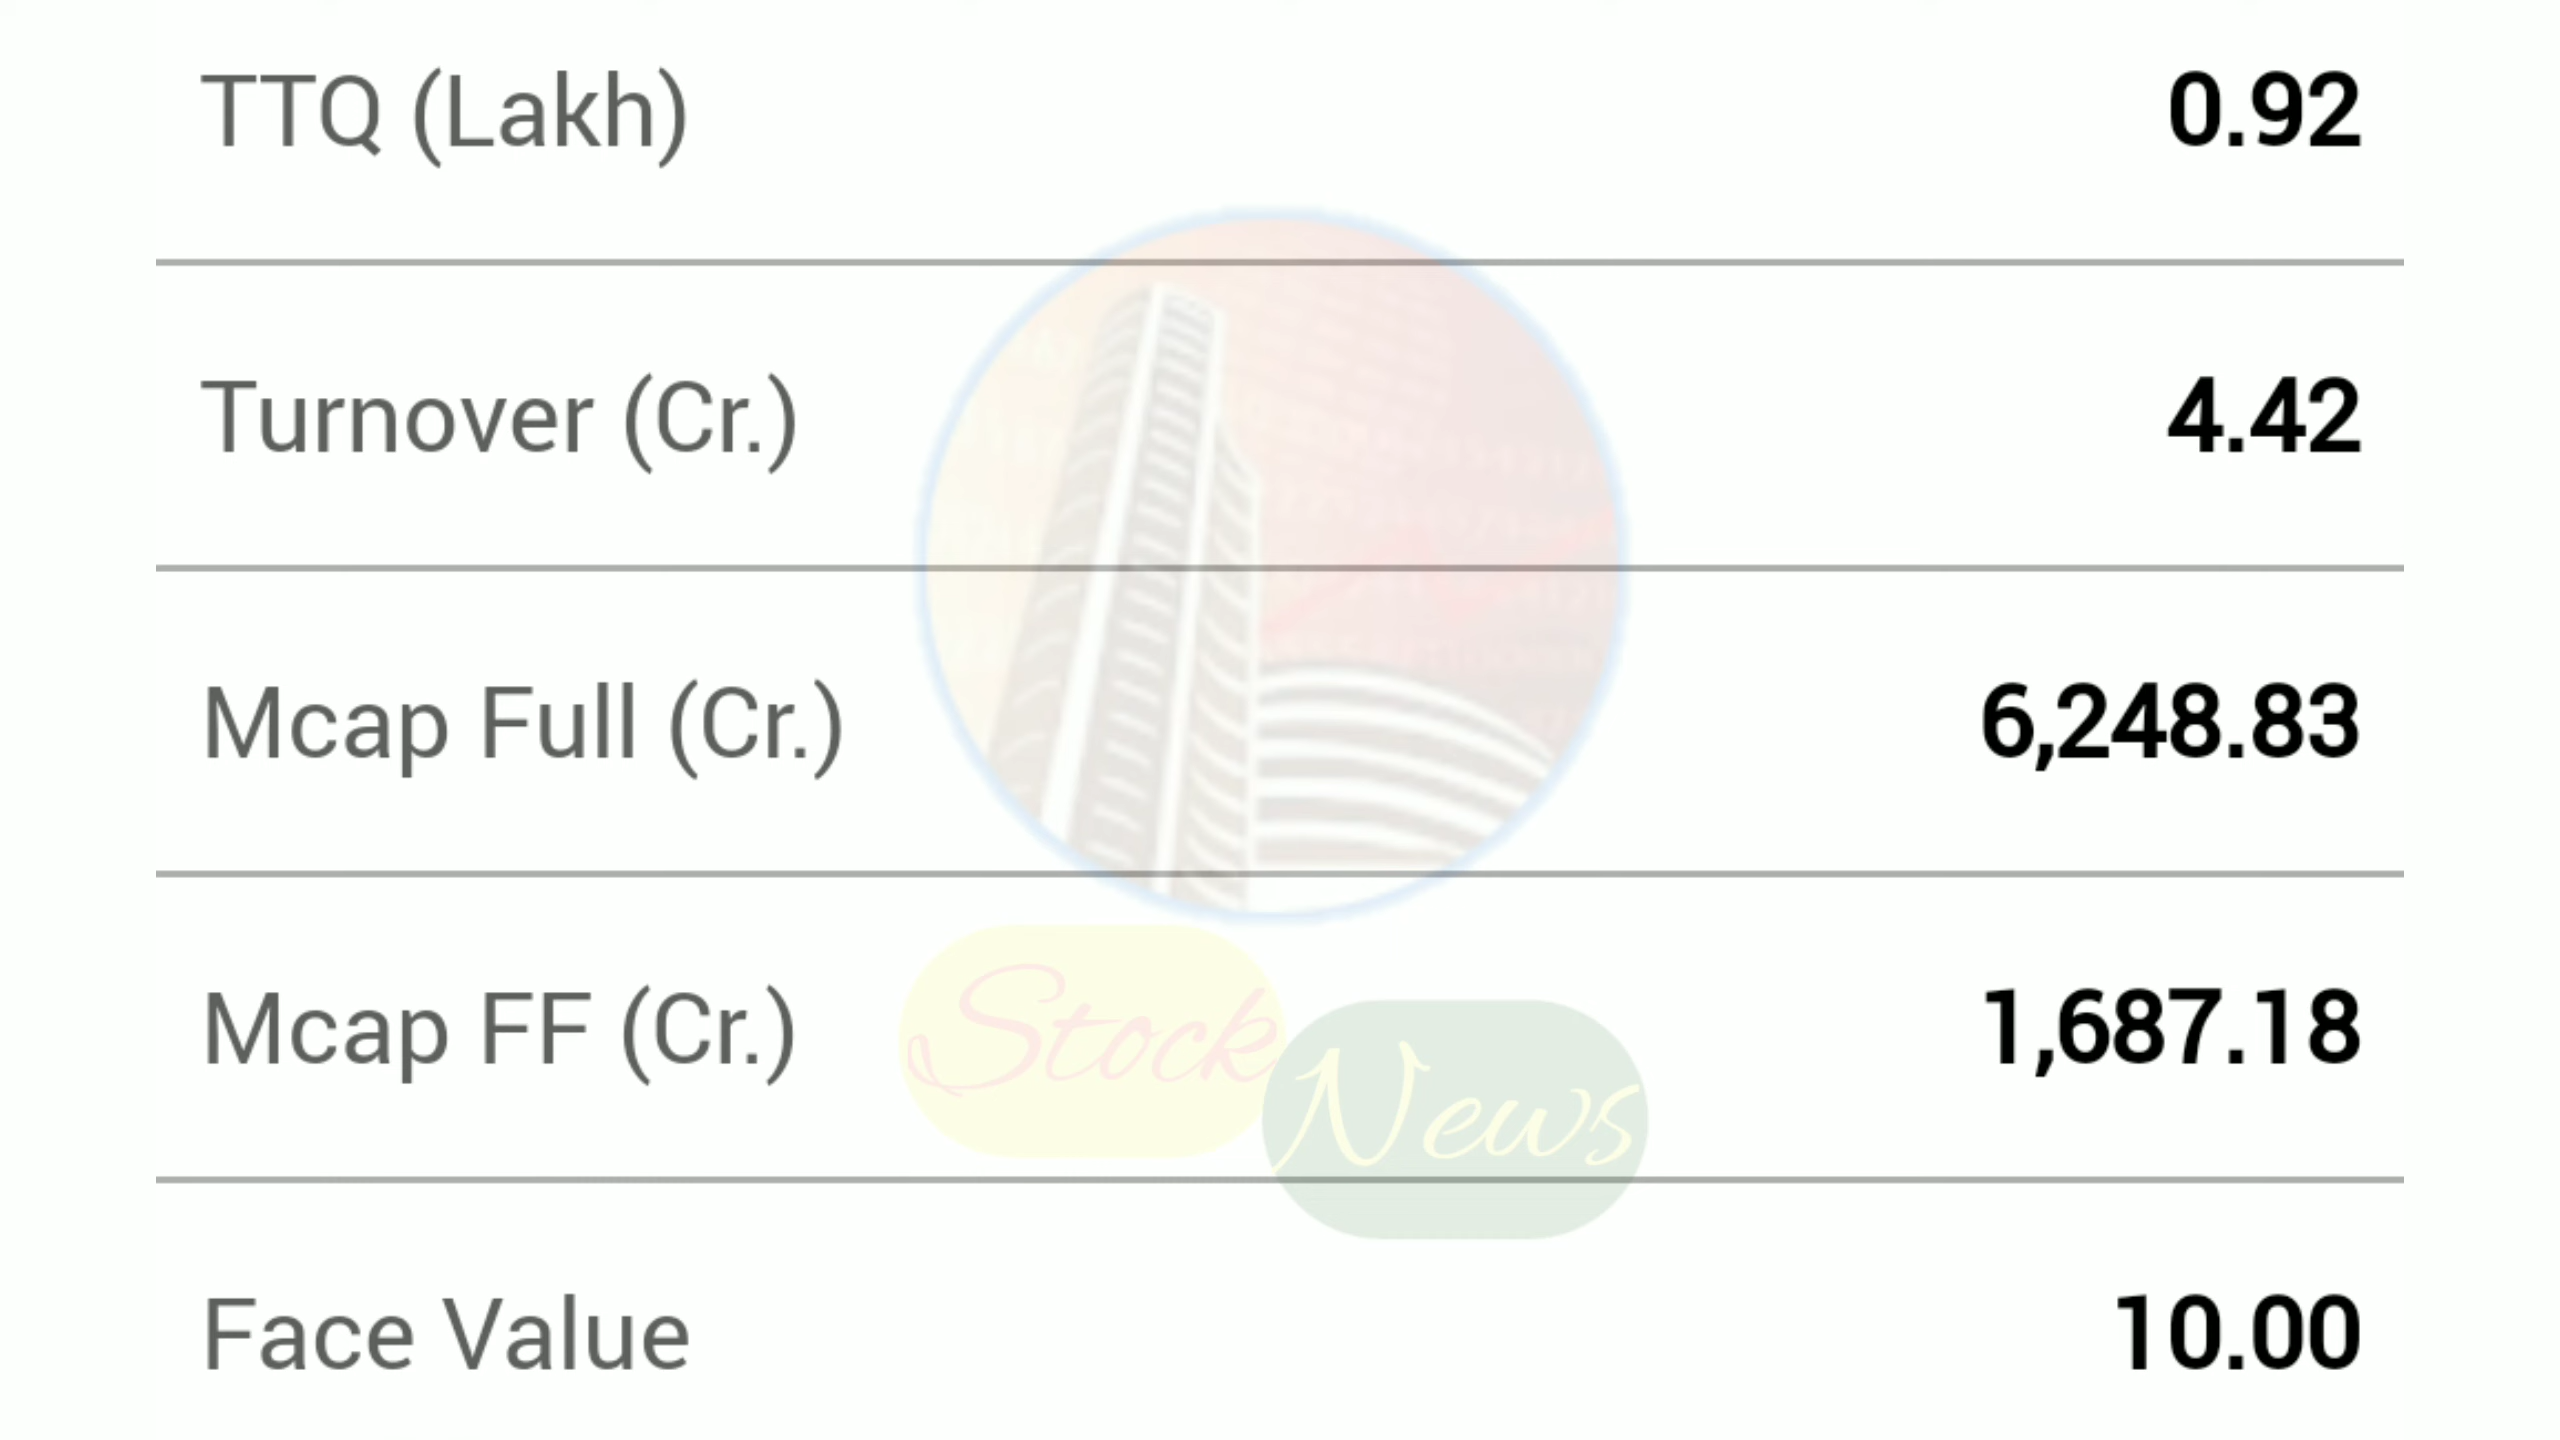 TTQ (Lakh) 0.92
Turnover (Cr.) 4.42
Mcap Full (Cr.) 6,248.83
Mcap FF (Cr.) 1,687.18
Stock
News
Face Value 10.00